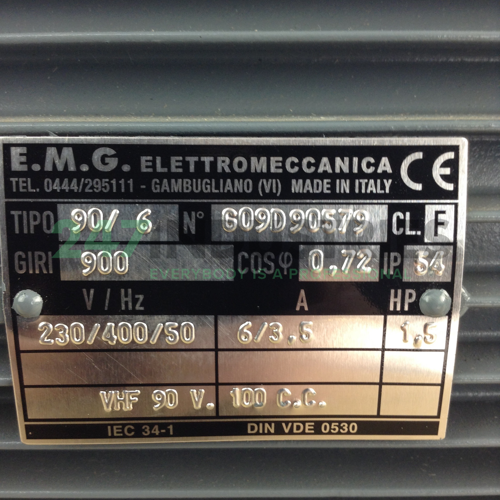 E.M.G. ELETTROMECCANICA CE
TEL. 0444/295111 - GAMBUGLIANO (VI) MADE IN ITALY
TIPO 90/ 6 N° G09D90579 CL. F
GIRI 900 COSφ 0,72 IP 54
V / Hz A HP
230/400/50 6/3.5 1,5
VHF 90 V. 100 C.C.
IEC 34-1 DIN VDE 0530
247